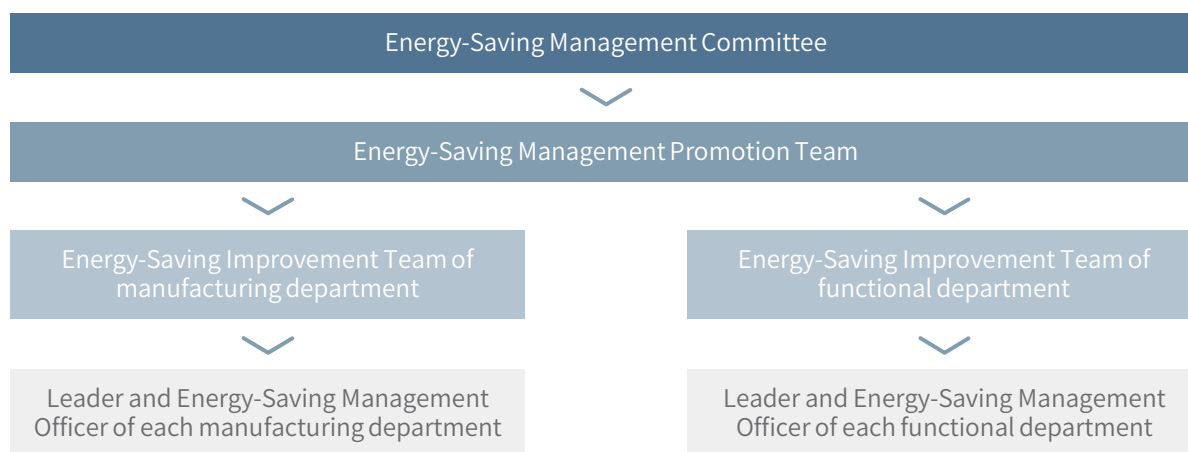 Energy-Saving Management Committee
Energy-Saving Management Promotion Team
Energy-Saving Improvement Team of
manufacturing department
Energy-Saving Improvement Team of
functional department
Leader and Energy-Saving Management
Officer of each manufacturing department
Leader and Energy-Saving Management
Officer of each functional department